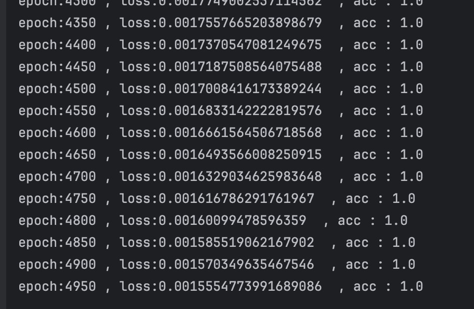 epoch:4300 , loss:0.0017749002337114562  , acc : 1.0
epoch:4350 , loss:0.0017557665203898679  , acc : 1.0
epoch:4400 , loss:0.0017370547081249675  , acc : 1.0
epoch:4450 , loss:0.0017187508564075488  , acc : 1.0
epoch:4500 , loss:0.0017008416173389244  , acc : 1.0
epoch:4550 , loss:0.0016833142222819576  , acc : 1.0
epoch:4600 , loss:0.0016661564506718568  , acc : 1.0
epoch:4650 , loss:0.0016493566008250915  , acc : 1.0
epoch:4700 , loss:0.0016329034625983648  , acc : 1.0
epoch:4750 , loss:0.001616786291761967  , acc : 1.0
epoch:4800 , loss:0.00160099478596359  , acc : 1.0
epoch:4850 , loss:0.001585519062167902  , acc : 1.0
epoch:4900 , loss:0.001570349635467546  , acc : 1.0
epoch:4950 , loss:0.0015554773991689086  , acc : 1.0